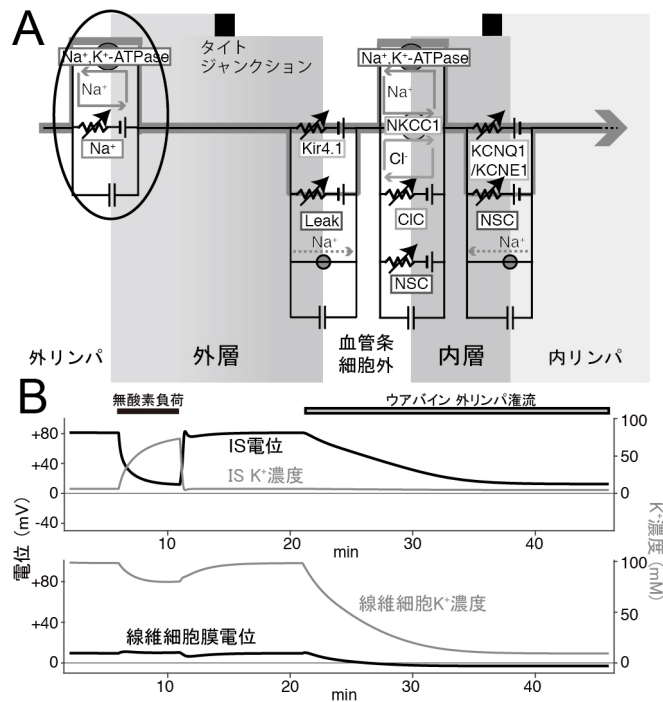 A
タイト
ジャンクション
Na⁺,K⁺-ATPase
Na⁺
Na⁺
Kir4.1
Leak
Na⁺
Na⁺,K⁺-ATPase
Na⁺
NKCC1
Cl⁻
ClC
NSC
KCNQ1
/KCNE1
NSC
Na⁺
外リンパ
外層
血管条
細胞外
内層
内リンパ
B
無酸素負荷
ウアバイン 外リンパ潅流
+80
+40
0
-40
IS電位
IS K⁺濃度
100
50
0
10
20
30
40
min
電位 (mV)
K⁺濃度 (mM)
+80
+40
0
線維細胞K⁺濃度
線維細胞膜電位
100
50
0
10
20
30
40
min